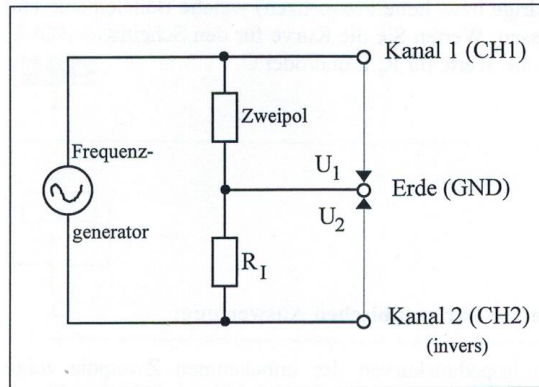 Kanal 1 (CH1)
Zweipol
Frequenz-
U1
Erde (GND)
U2
generator
RI
Kanal 2 (CH2)
(invers)